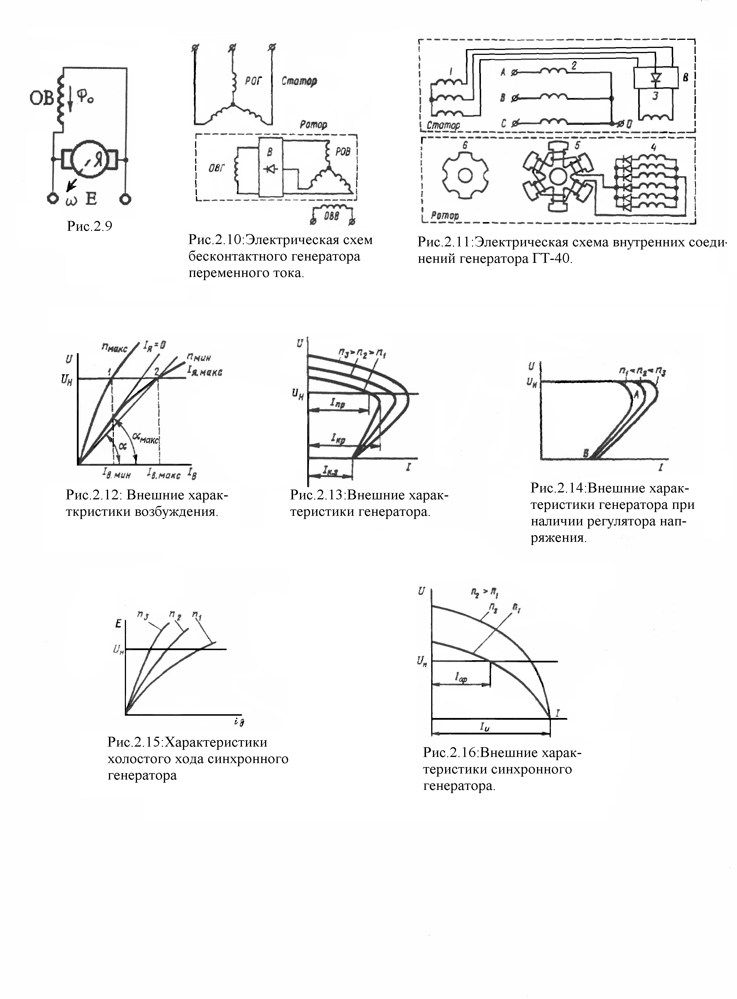 ОВ
φ₀
Я
ω E
Рис.2.9
РОГ
Статор
Ротор
ОВГ
В
РОВ
ОВВ
Рис.2.10:Электрическая схем
бесконтактного генератора
переменного тока.
1
A
2
B
C
0
B
3
Статор
6
5
4
Ротор
Рис.2.11:Электрическая схема внутренних соеди-
нений генератора ГТ-40.
U
nмакс
Iя=0
nмин
Iя.макс
Uн
1
2
αмакс
α
Iв.мин
Iв.макс
Iв
Рис.2.12: Внешние харак-
ткристики возбуждения.
U
n3>n2>n1
Uн
Iпр
Iкр
Iк.з
I
Рис.2.13:Внешние харак-
теристики генератора.
U
n1<n2<n3
Uн
A
B
I
Рис.2.14:Внешние харак-
теристики генератора при
наличии регулятора нап-
ряжения.
E
n3
n2
n1
Uн
Рис.2.15:Характеристики
холостого хода синхронного
генератора
U
n2 > n1
n2
n1
I
Iи
Рис.2.16:Внешние харак-
теристики синхронного
генератора.